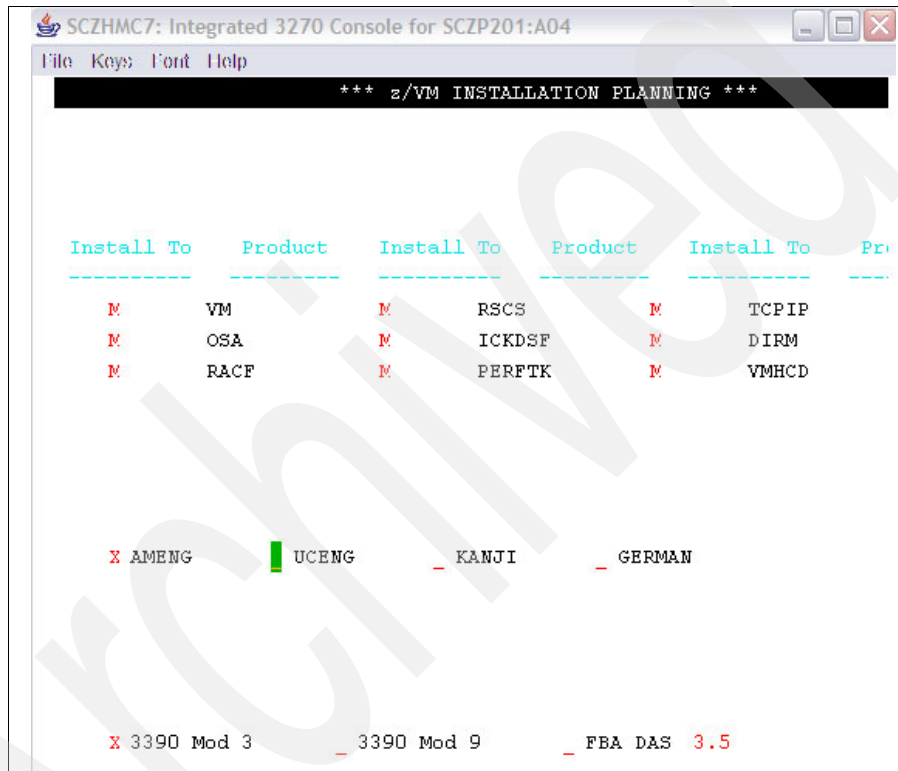 SCZHMC7: Integrated 3270 Console for SCZP201:A04
File Keys Font Help
*** z/VM INSTALLATION PLANNING ***
Install To Product Install To Product Install To Pr
---------- --------- ---------- --------- ---------- ---
M VM M RSCS M TCPIP
M OSA M ICKDSF M DIRM
M RACF M PERFTK M VMHCD
X AMENG _ UCENG _ KANJI _ GERMAN
X 3390 Mod 3 _ 3390 Mod 9 _ FBA DAS 3.5
rchived